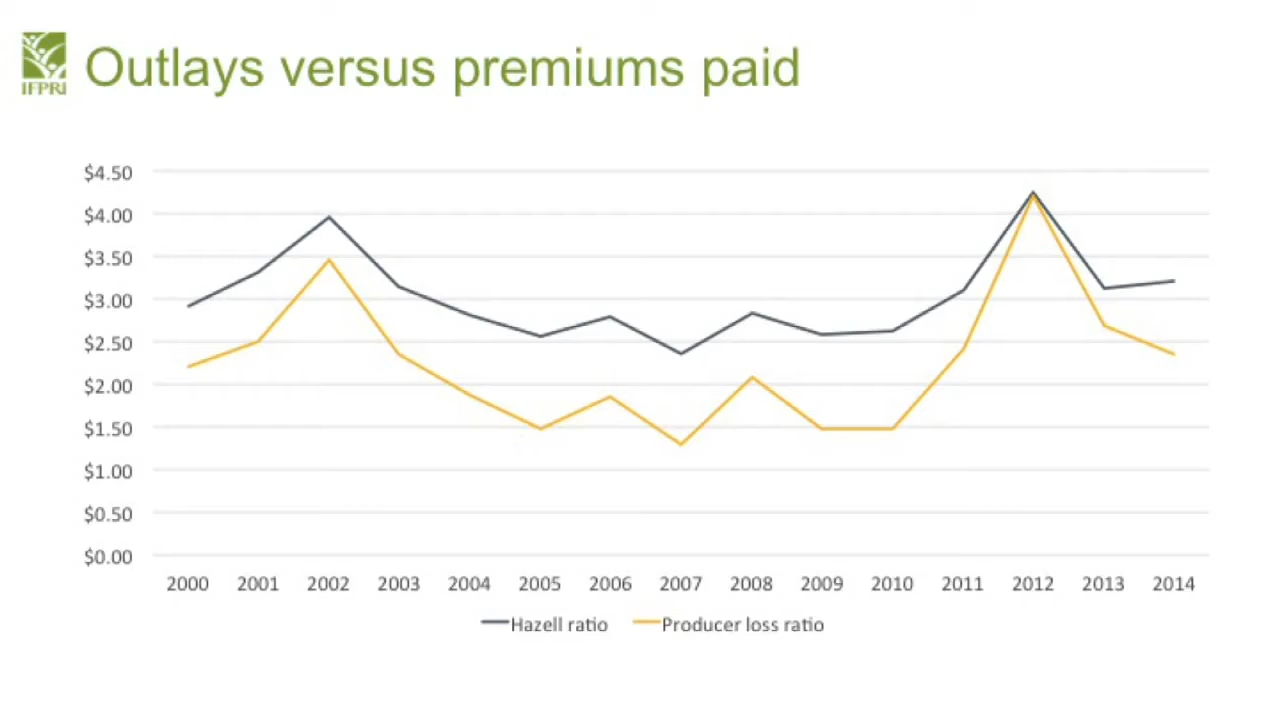 IFPRI
Outlays versus premiums paid
$4.50
$4.00
$3.50
$3.00
$2.50
$2.00
$1.50
$1.00
$0.50
$0.00
2000 2001 2002 2003 2004 2005 2006 2007 2008 2009 2010 2011 2012 2013 2014
Hazell ratio Producer loss ratio